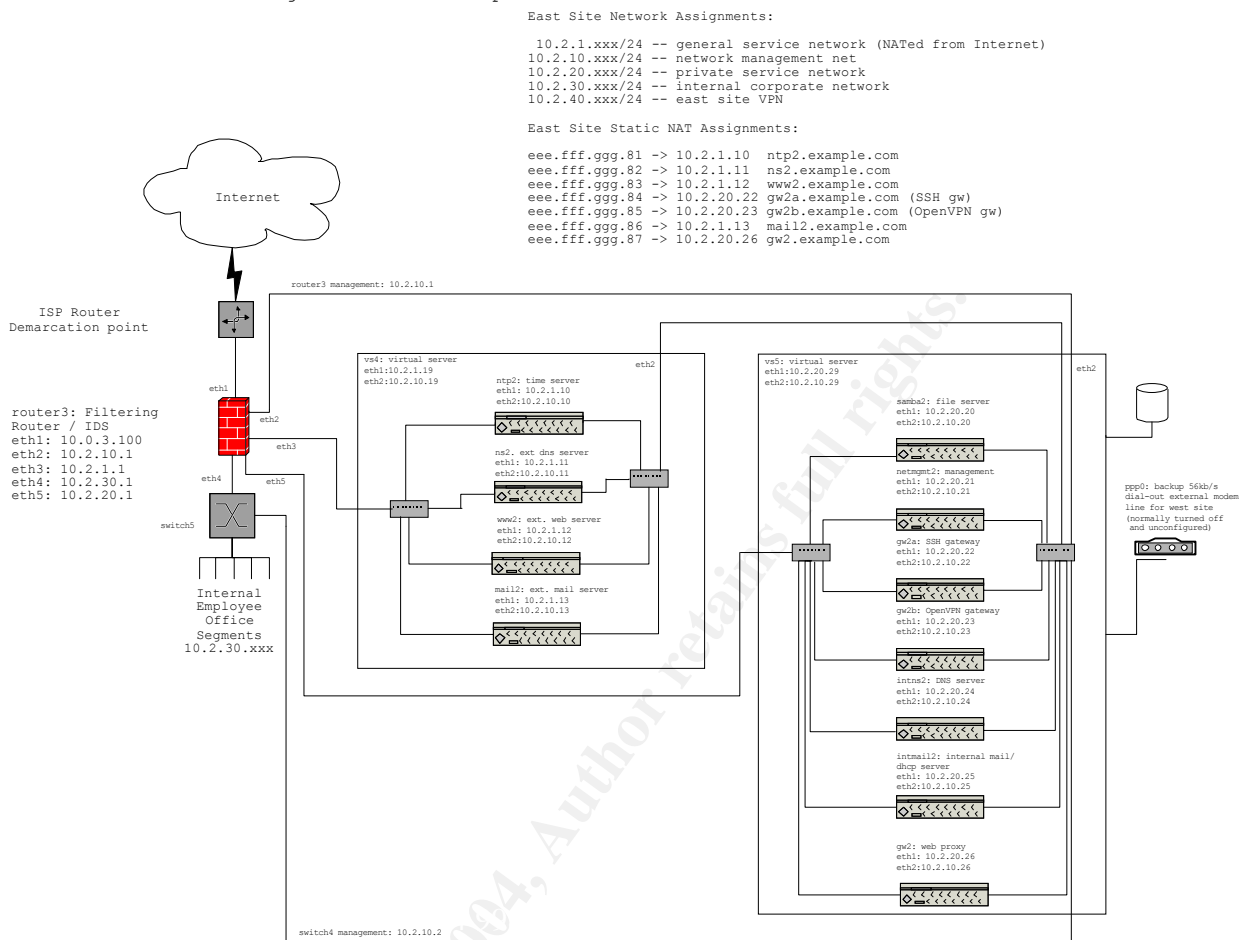 East Site Network Assignments:
10.2.1.xxx/24 -- general service network (NATed from Internet)
10.2.10.xxx/24 -- network management net
10.2.20.xxx/24 -- private service network
10.2.30.xxx/24 -- internal corporate network
10.2.40.xxx/24 -- east site VPN
East Site Static NAT Assignments:
eee.fff.ggg.81 -> 10.2.1.10 ntp2.example.com
eee.fff.ggg.82 -> 10.2.1.11 ns2.example.com
eee.fff.ggg.83 -> 10.2.1.12 www2.example.com
eee.fff.ggg.84 -> 10.2.20.22 gw2a.example.com (SSH gw)
eee.fff.ggg.85 -> 10.2.20.23 gw2b.example.com (OpenVPN gw)
eee.fff.ggg.86 -> 10.2.1.13 mail2.example.com
eee.fff.ggg.87 -> 10.2.20.26 gw2.example.com
Internet
router3 management: 10.2.10.1
ISP Router
Demarcation point
eth1
router3: Filtering
Router / IDS
eth1: 10.0.3.100
eth2: 10.2.10.1
eth3: 10.2.1.1
eth4: 10.2.30.1
eth5: 10.2.20.1
eth2
eth3
eth4
eth5
switch5
Internal
Employee
Office
Segments
10.2.30.xxx
vs4: virtual server
eth1:10.2.1.19
eth2:10.2.10.19
eth2
ntp2: time server
eth1: 10.2.1.10
eth2:10.2.10.10
ns2. ext dns server
eth1: 10.2.1.11
eth2:10.2.10.11
www2: ext. web server
eth1: 10.2.1.12
eth2:10.2.10.12
mail2: ext. mail server
eth1: 10.2.1.13
eth2:10.2.10.13
vs5: virtual server
eth1:10.2.20.29
eth2:10.2.10.29
eth2
samba2: file server
eth1: 10.2.20.20
eth2:10.2.10.20
netmgmt2: management
eth1: 10.2.20.21
eth2:10.2.10.21
gw2a: SSH gateway
eth1: 10.2.20.22
eth2:10.2.10.22
gw2b: OpenVPN gateway
eth1: 10.2.20.23
eth2:10.2.10.23
intns2: DNS server
eth1: 10.2.20.24
eth2:10.2.10.24
intmail2: internal mail/
dhcp server
eth1: 10.2.20.25
eth2:10.2.10.25
gw2: web proxy
eth1: 10.2.20.26
eth2:10.2.10.26
ppp0: backup 56kb/s
dial-out external modem
line for west site
(normally turned off
and unconfigured)
switch4 management: 10.2.10.2
04, Author retains full rights.